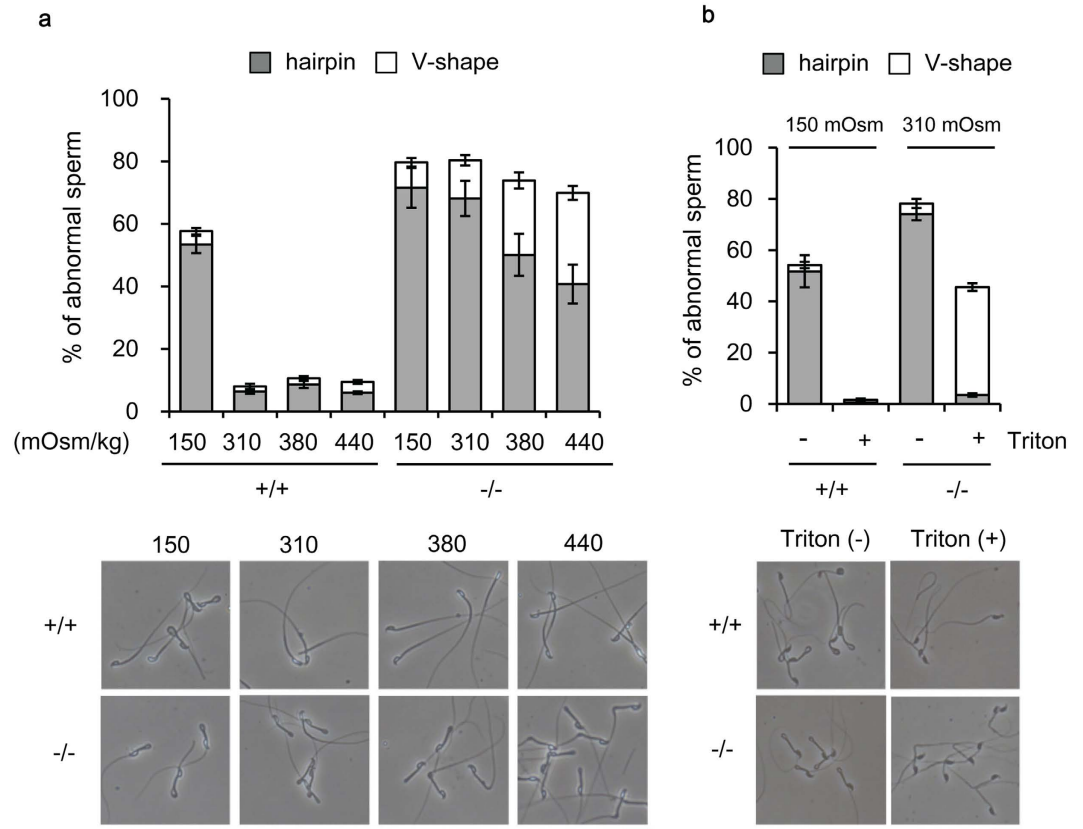 a
hairpin V-shape
% of abnormal sperm
100
80
60
40
20
0
(mOsm/kg) 150 310 380 440 150 310 380 440
+/+ -/-
150 310 380 440
+/+
-/-
b
hairpin V-shape
150 mOsm 310 mOsm
% of abnormal sperm
100
80
60
40
20
0
- + - + Triton
+/+ -/-
Triton (-) Triton (+)
+/+
-/-